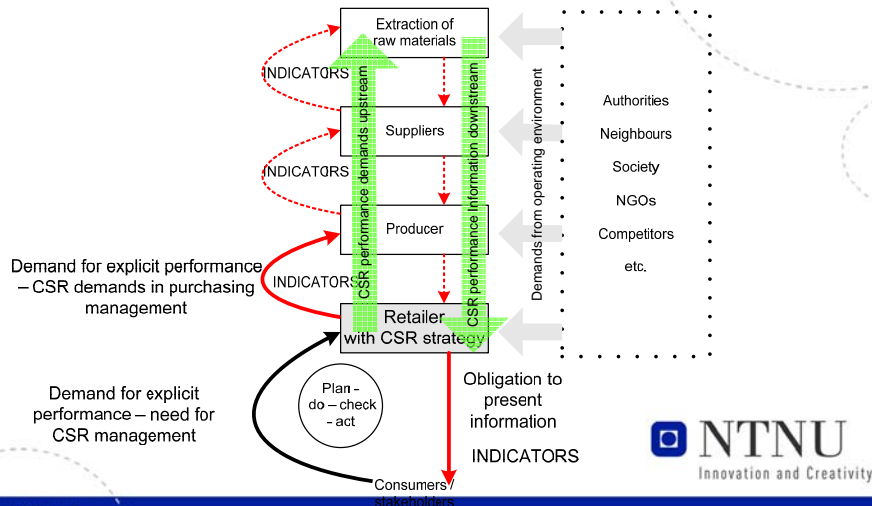 Extraction of
raw materials
INDICATORS
Suppliers
INDICATORS
Producer
Demand for explicit performance
– CSR demands in purchasing
management
INDICATORS
Retailer
with CSR strategy
CSR performance demands upstream
CSR performance Information downstream
Demands from operating environment
Authorities
Neighbours
Society
NGOs
Competitors
etc.
Demand for explicit
performance – need for
CSR management
Plan -
do – check
- act
Obligation to
present
information
INDICATORS
Consumers /
stakeholders
NTNU
Innovation and Creativity